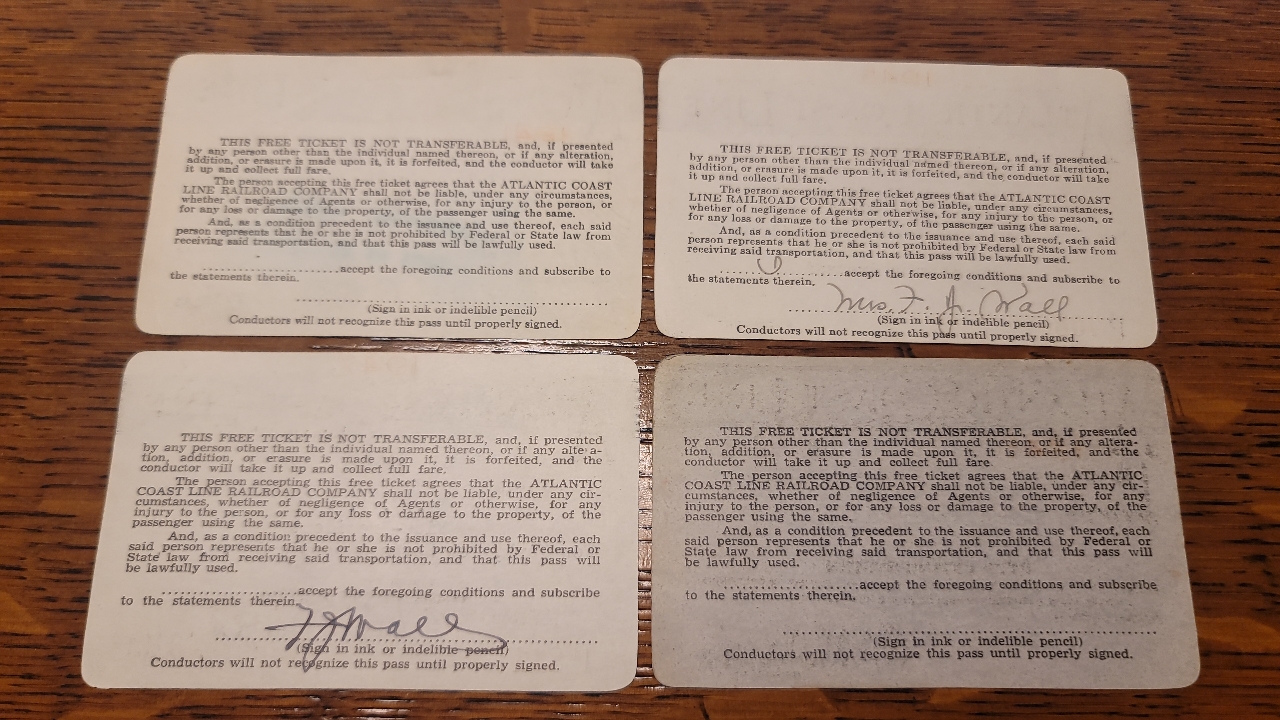 THIS FREE TICKET IS NOT TRANSFERABLE, and, if presented
by any person other than the individual named thereon, or if any alteration,
addition, or erasure is made upon it, it is forfeited, and the conductor will take
it up and collect full fare.
The person accepting this free ticket agrees that the ATLANTIC COAST
LINE RAILROAD COMPANY shall not be liable, under any circumstances,
whether of negligence of Agents or otherwise, for any injury to the person, or
for any loss or damage to the property, of the passenger using the same.
And, as a condition precedent to the issuance and use thereof, each said
person represents that he or she is not prohibited by Federal or State law from
receiving said transportation, and that this pass will be lawfully used.
........................accept the foregoing conditions and subscribe to
the statements therein.
(Sign in ink or indelible pencil)
Conductors will not recognize this pass until properly signed.
THIS FREE TICKET IS NOT TRANSFERABLE, and, if presented
by any person other than the individual named thereon, or if any alteration,
addition, or erasure is made upon it, it is forfeited, and the conductor will take
it up and collect full fare.
The person accepting this free ticket agrees that the ATLANTIC COAST
LINE RAILROAD COMPANY shall not be liable, under any circumstances,
whether of negligence of Agents or otherwise, for any injury to the person, or
for any loss or damage to the property, of the passenger using the same.
And, as a condition precedent to the issuance and use thereof, each said
person represents that he or she is not prohibited by Federal or State law from
receiving said transportation, and that this pass will be lawfully used.
........................accept the foregoing conditions and subscribe to
the statements therein.
Mrs. F. A. Wall
(Sign in ink or indelible pencil)
Conductors will not recognize this pass until properly signed.
THIS FREE TICKET IS NOT TRANSFERABLE, and, if presented
by any person other than the individual named thereon, or if any altera-
tion, addition, or erasure is made upon it, it is forfeited, and the
conductor will take it up and collect full fare.
The person accepting this free ticket agrees that the ATLANTIC
COAST LINE RAILROAD COMPANY shall not be liable, under any cir-
cumstances, whether of negligence of Agents or otherwise, for any
injury to the person, or for any loss or damage to the property, of the
passenger using the same.
And, as a condition precedent to the issuance and use thereof, each
said person represents that he or she is not prohibited by Federal or
State law from receiving said transportation, and that this pass will
be lawfully used.
........................accept the foregoing conditions and subscribe
to the statements therein.
F A Wall
(Sign in ink or indelible pencil)
Conductors will not recognize this pass until properly signed.
THIS FREE TICKET IS NOT TRANSFERABLE, and, if presented
by any person other than the individual named thereon, or if any altera-
tion, addition, or erasure is made upon it, it is forfeited, and the
conductor will take it up and collect full fare
The person accepting this free ticket agrees that the ATLANTIC
COAST LINE RAILROAD COMPANY shall not be liable, under any cir-
cumstances, whether of negligence of Agents or otherwise, for any
injury to the person, or for any loss or damage to the property, of the
passenger using the same.
And, as a condition precedent to the issuance and use thereof, each
said person represents that he or she is not prohibited by Federal or
State law from receiving said transportation, and that this pass will
be lawfully used.
........................accept the foregoing conditions and subscribe
to the statements therein.
(Sign in ink or indelible pencil)
Conductors will not recognize this pass until properly signed.